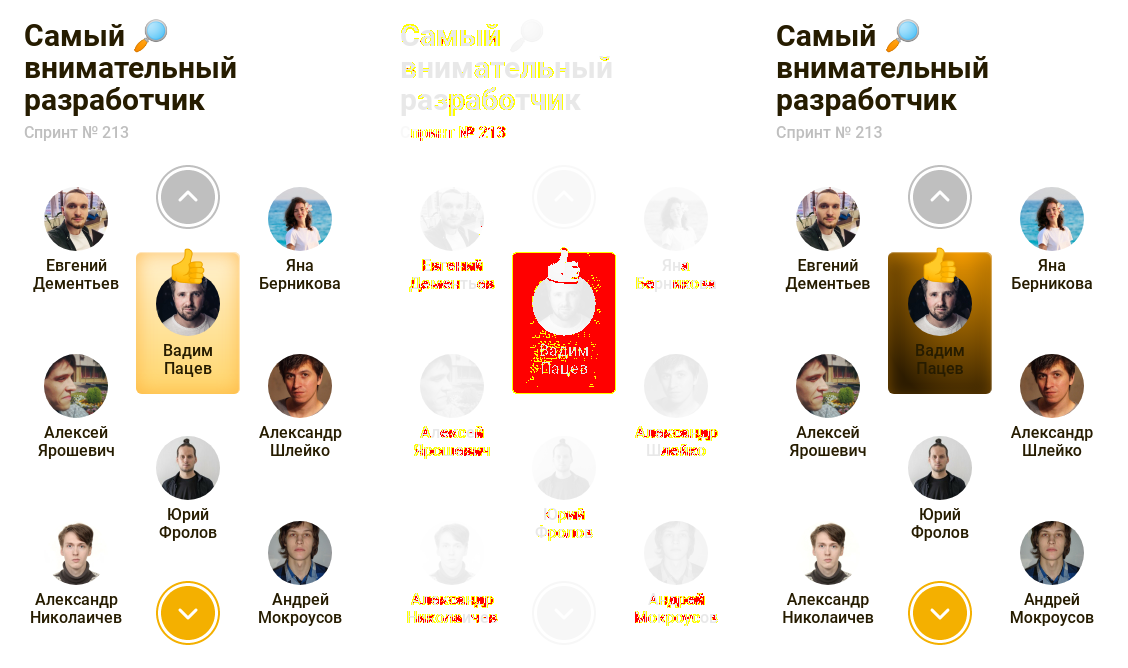 Самый 🔎
внимательный
разработчик
Спринт № 213
Евгений
Дементьев
Яна
Берникова
Вадим
Пацев
Алексей
Ярошевич
Александр
Шлейко
Юрий
Фролов
Александр
Николаичев
Андрей
Мокроусов
Самый 🔎
внимательный
разработчик
Спринт № 213
Евгений
Дементьев
Яна
Берникова
Вадим
Пацев
Алексей
Ярошевич
Александр
Шлейко
Юрий
Фролов
Александр
Николаичев
Андрей
Мокроусов
Самый 🔎
внимательный
разработчик
Спринт № 213
Евгений
Дементьев
Яна
Берникова
Вадим
Пацев
Алексей
Ярошевич
Александр
Шлейко
Юрий
Фролов
Александр
Николаичев
Андрей
Мокроусов